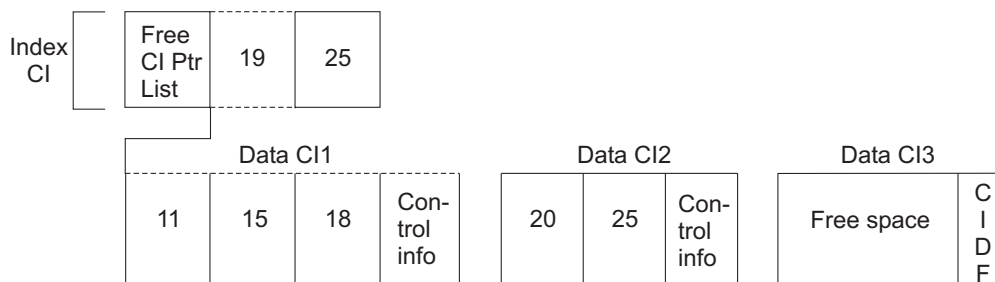 Index
CI
Free
CI Ptr
List
19
25
Data CI1
11
15
18
Con-
trol
info
Data CI2
20
25
Con-
trol
info
Data CI3
Free space
C
I
D
F